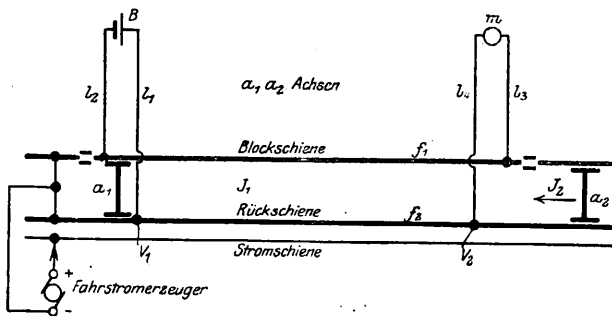 B
m
l₂
l₁
a₁ a₂ Achsen
l₄
l₃
Blockschiene
f₁
a₁
J₁
J₂
a₂
Rückschiene
f₂
V₁
Stromschiene
V₂
+
Fahrstromerzeuger
-